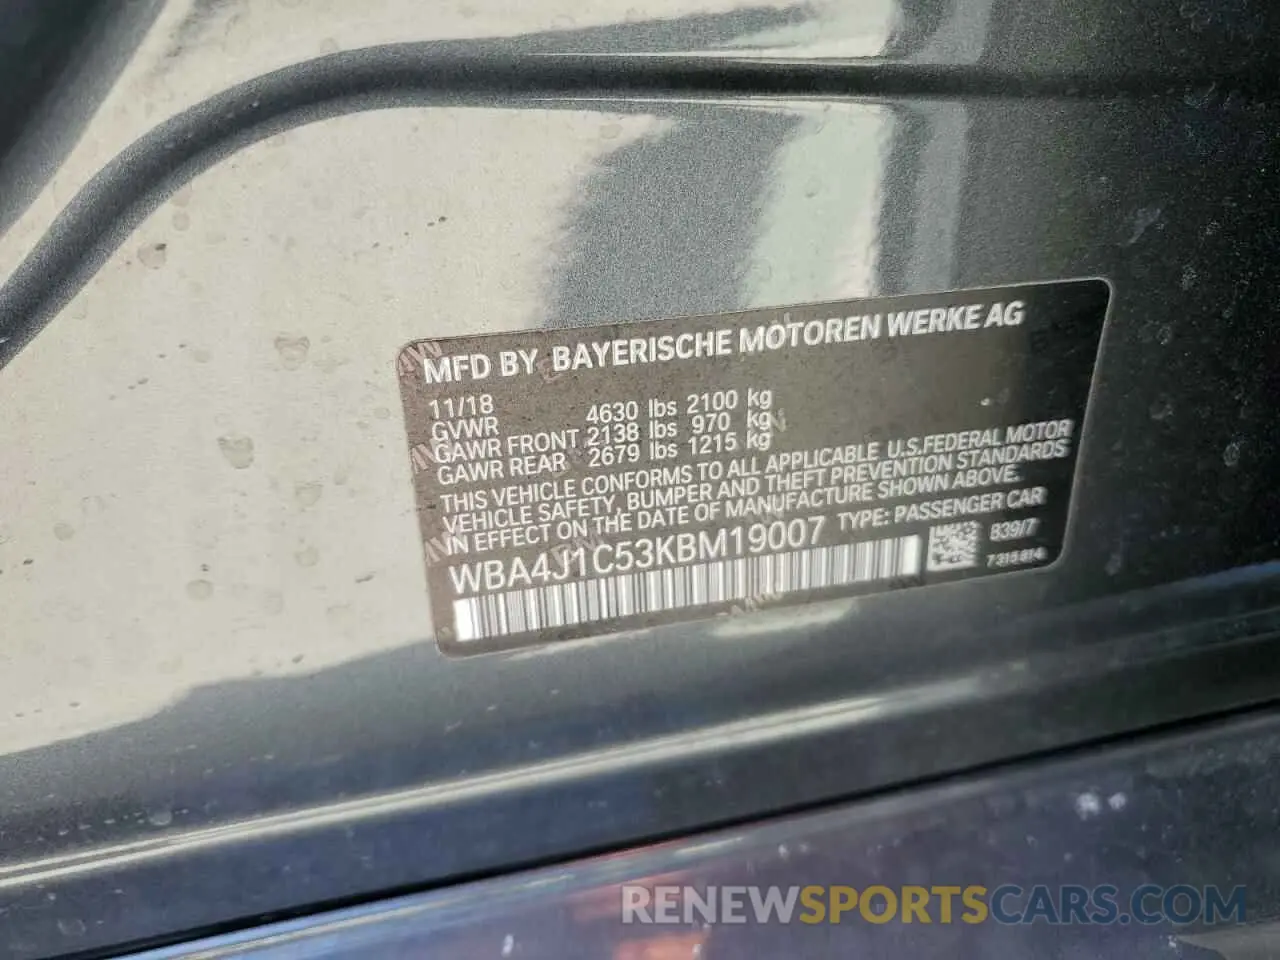 MFD BY BAYERISCHE MOTOREN WERKE AG
11/18
GVWR 4630 lbs 2100 kg
GAWR FRONT 2138 lbs 970 kg
GAWR REAR 2679 lbs 1215 kg
THIS VEHICLE CONFORMS TO ALL APPLICABLE U.S.FEDERAL MOTOR
VEHICLE SAFETY, BUMPER AND THEFT PREVENTION STANDARDS
IN EFFECT ON THE DATE OF MANUFACTURE SHOWN ABOVE.
WBA4J1C53KBM19007 TYPE: PASSENGER CAR
B39/7
RENEWSPORTSCARS.COM